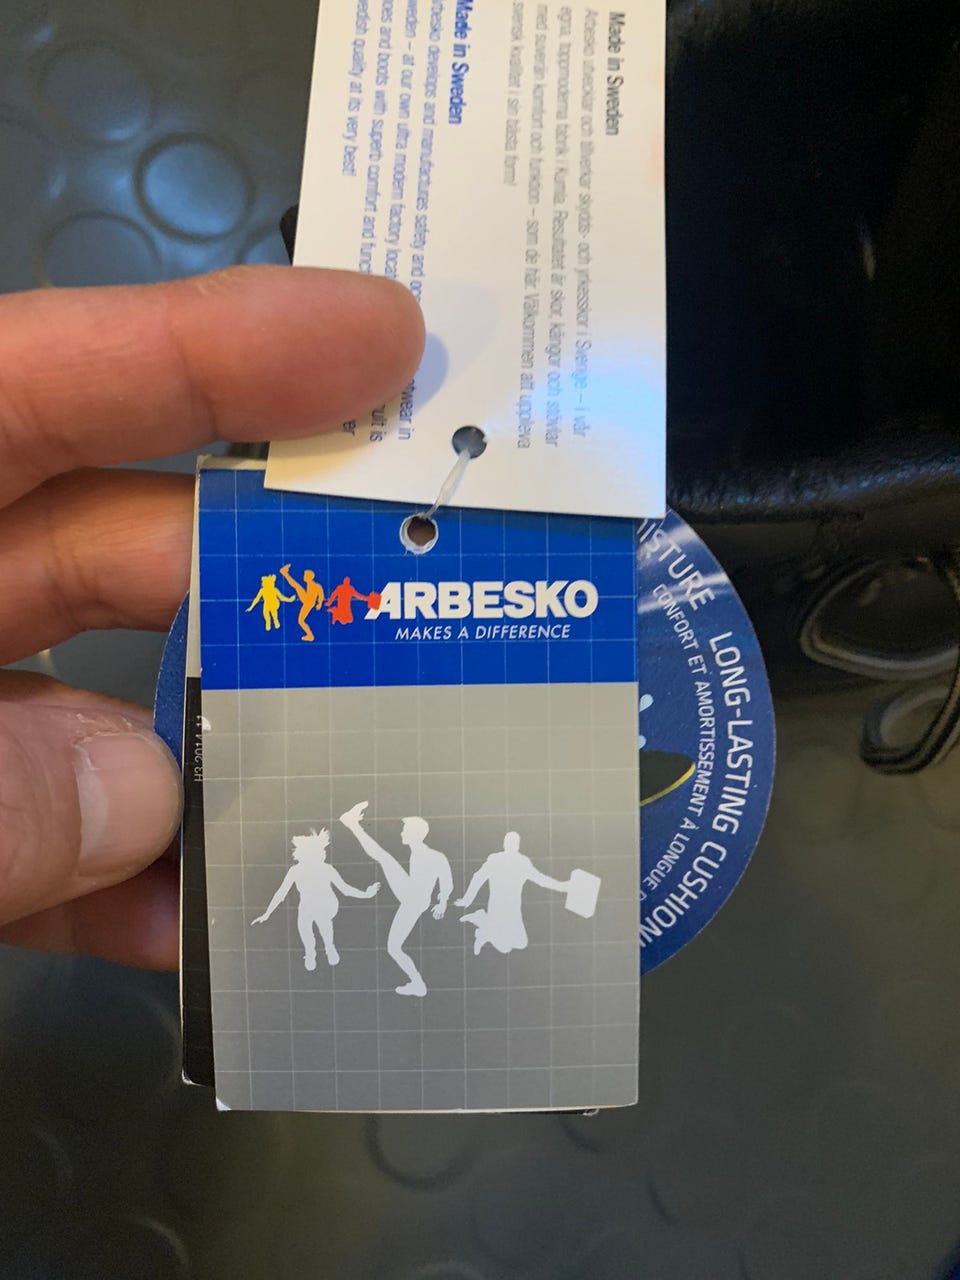 Made in Sweden
Arbesko utvecklar och tillverkar skydds- och yrkesskor i Sverige – i vår
egna, toppmoderna fabrik i Kumla. Resultatet är skor, kängor och stövlar
med suverän komfort och funktion – som de här. Välkommen att uppleva
svensk kvalitet i sin bästa form!
Made in Sweden
Arbesko develops and manufactures safety and
Sweden – at our own ultra modern factory
shoes and boots with superb comfort and
Swedish quality at its very best!
ARBESKO
MAKES A DIFFERENCE
LONG-LASTING
CONFORT ET AMORTISSEMENT À LONGUE